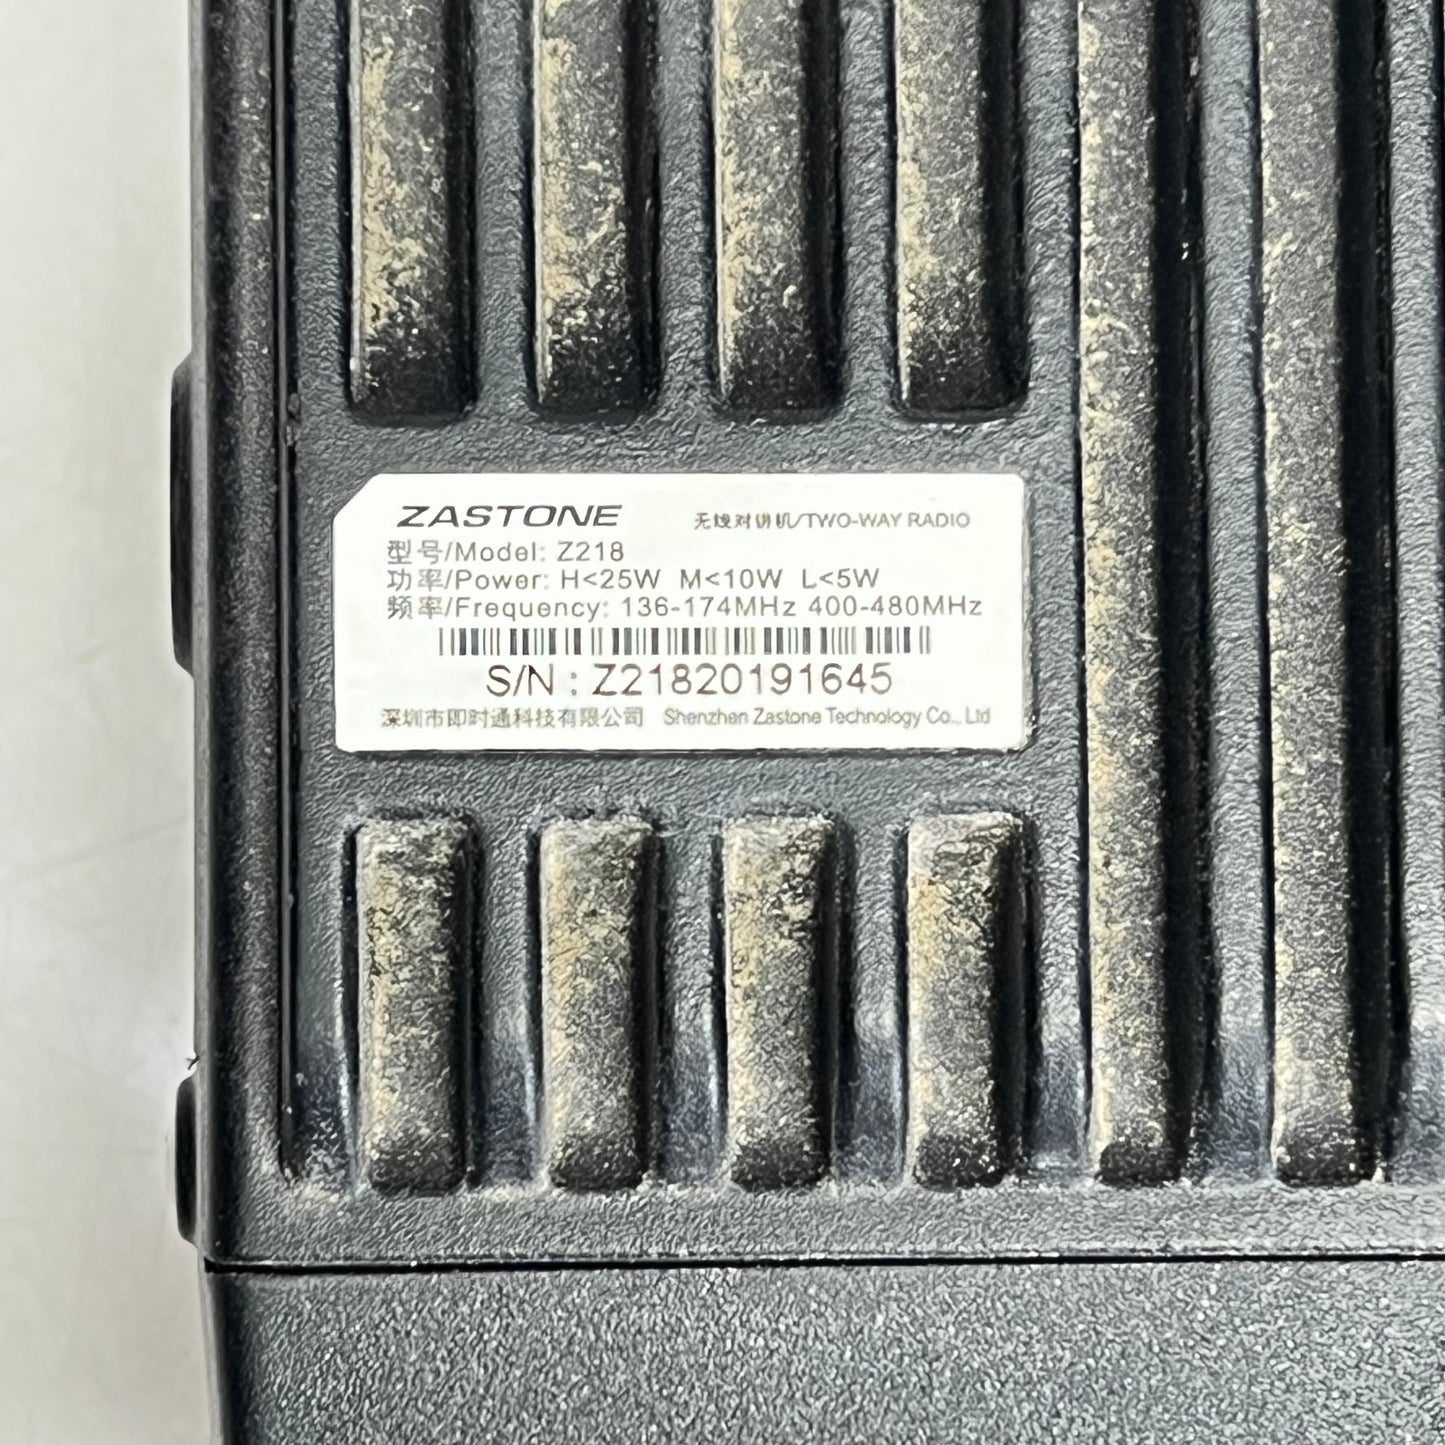 ZASTONE 无线对讲机/TWO-WAY RADIO
型号/Model: Z218
功率/Power: H<25W M<10W L<5W
频率/Frequency: 136-174MHz 400-480MHz
S/N : Z21820191645
深圳市即时通科技有限公司 Shenzhen Zastone Technology Co., Ltd